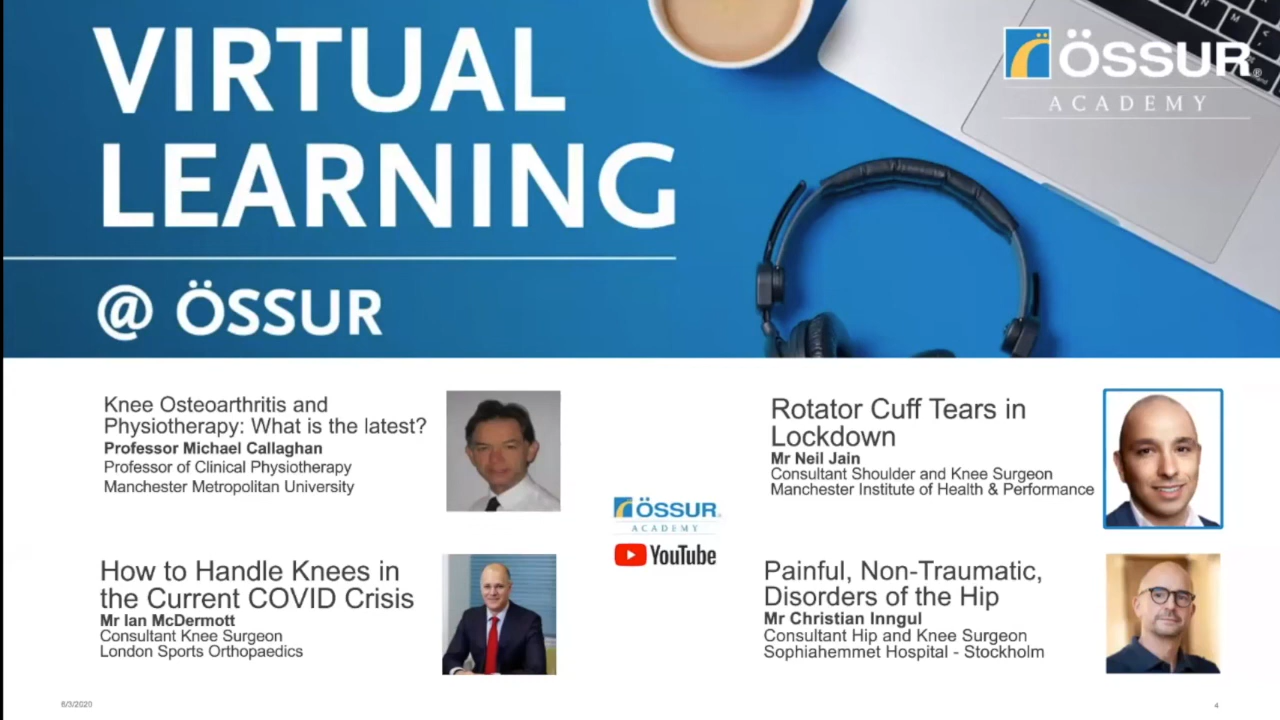 VIRTUAL
LEARNING
@ ÖSSUR
ÖSSUR®
ACADEMY
Knee Osteoarthritis and
Physiotherapy: What is the latest?
Professor Michael Callaghan
Professor of Clinical Physiotherapy
Manchester Metropolitan University
Rotator Cuff Tears in
Lockdown
Mr Neil Jain
Consultant Shoulder and Knee Surgeon
Manchester Institute of Health & Performance
ÖSSUR®
ACADEMY
YouTube
How to Handle Knees in
the Current COVID Crisis
Mr Ian McDermott
Consultant Knee Surgeon
London Sports Orthopaedics
Painful, Non-Traumatic,
Disorders of the Hip
Mr Christian Inngul
Consultant Hip and Knee Surgeon
Sophiahemmet Hospital - Stockholm
6/3/2020
4